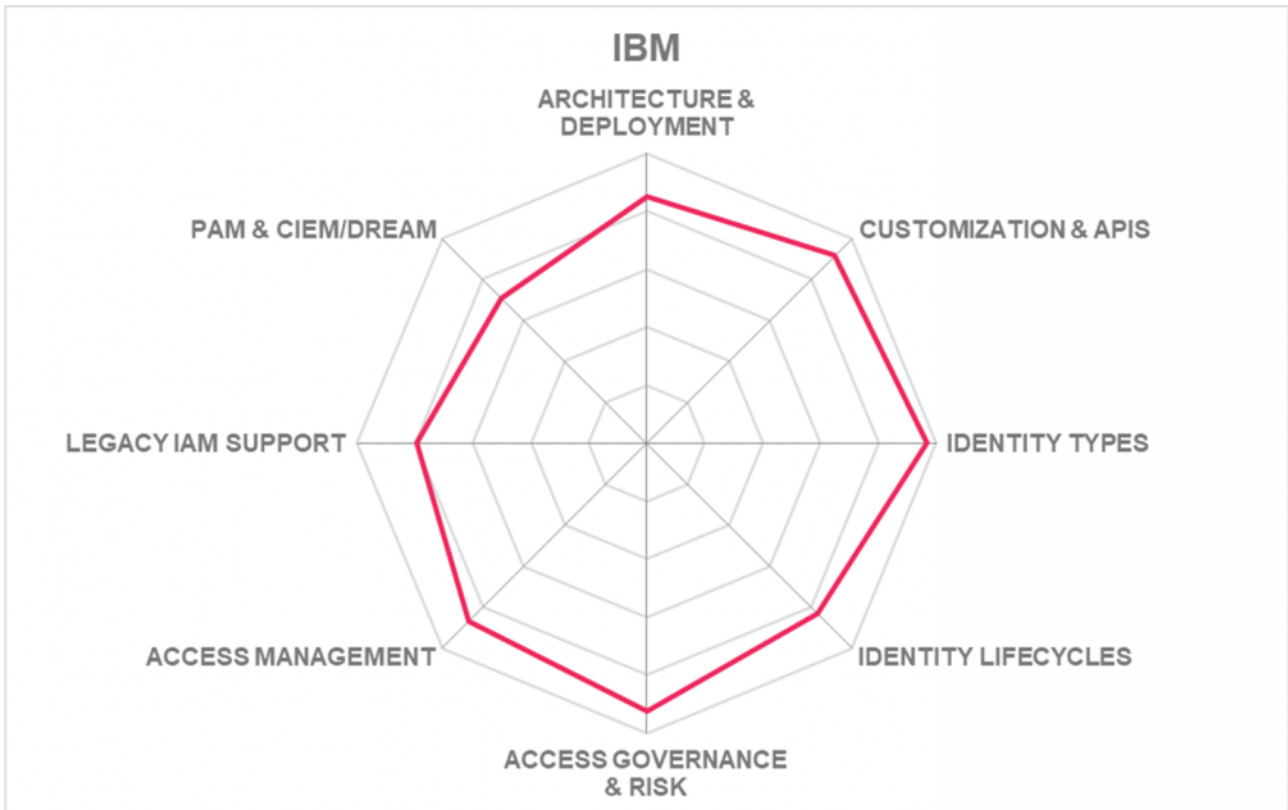 IBM
ARCHITECTURE &
DEPLOYMENT
PAM & CIEM/DREAM
CUSTOMIZATION & APIS
LEGACY IAM SUPPORT
IDENTITY TYPES
ACCESS MANAGEMENT
IDENTITY LIFECYCLES
ACCESS GOVERNANCE
& RISK